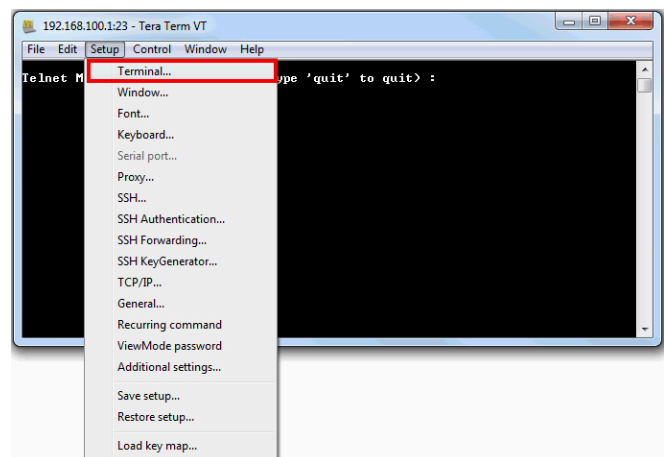 192.168.100.1:23 - Tera Term VT
File Edit Setup Control Window Help
Telnet M
ype 'quit' to quit) :
Terminal...
Window...
Font...
Keyboard...
Serial port...
Proxy...
SSH...
SSH Authentication...
SSH Forwarding...
SSH KeyGenerator...
TCP/IP...
General...
Recurring command
ViewMode password
Additional settings...
Save setup...
Restore setup...
Load key map...